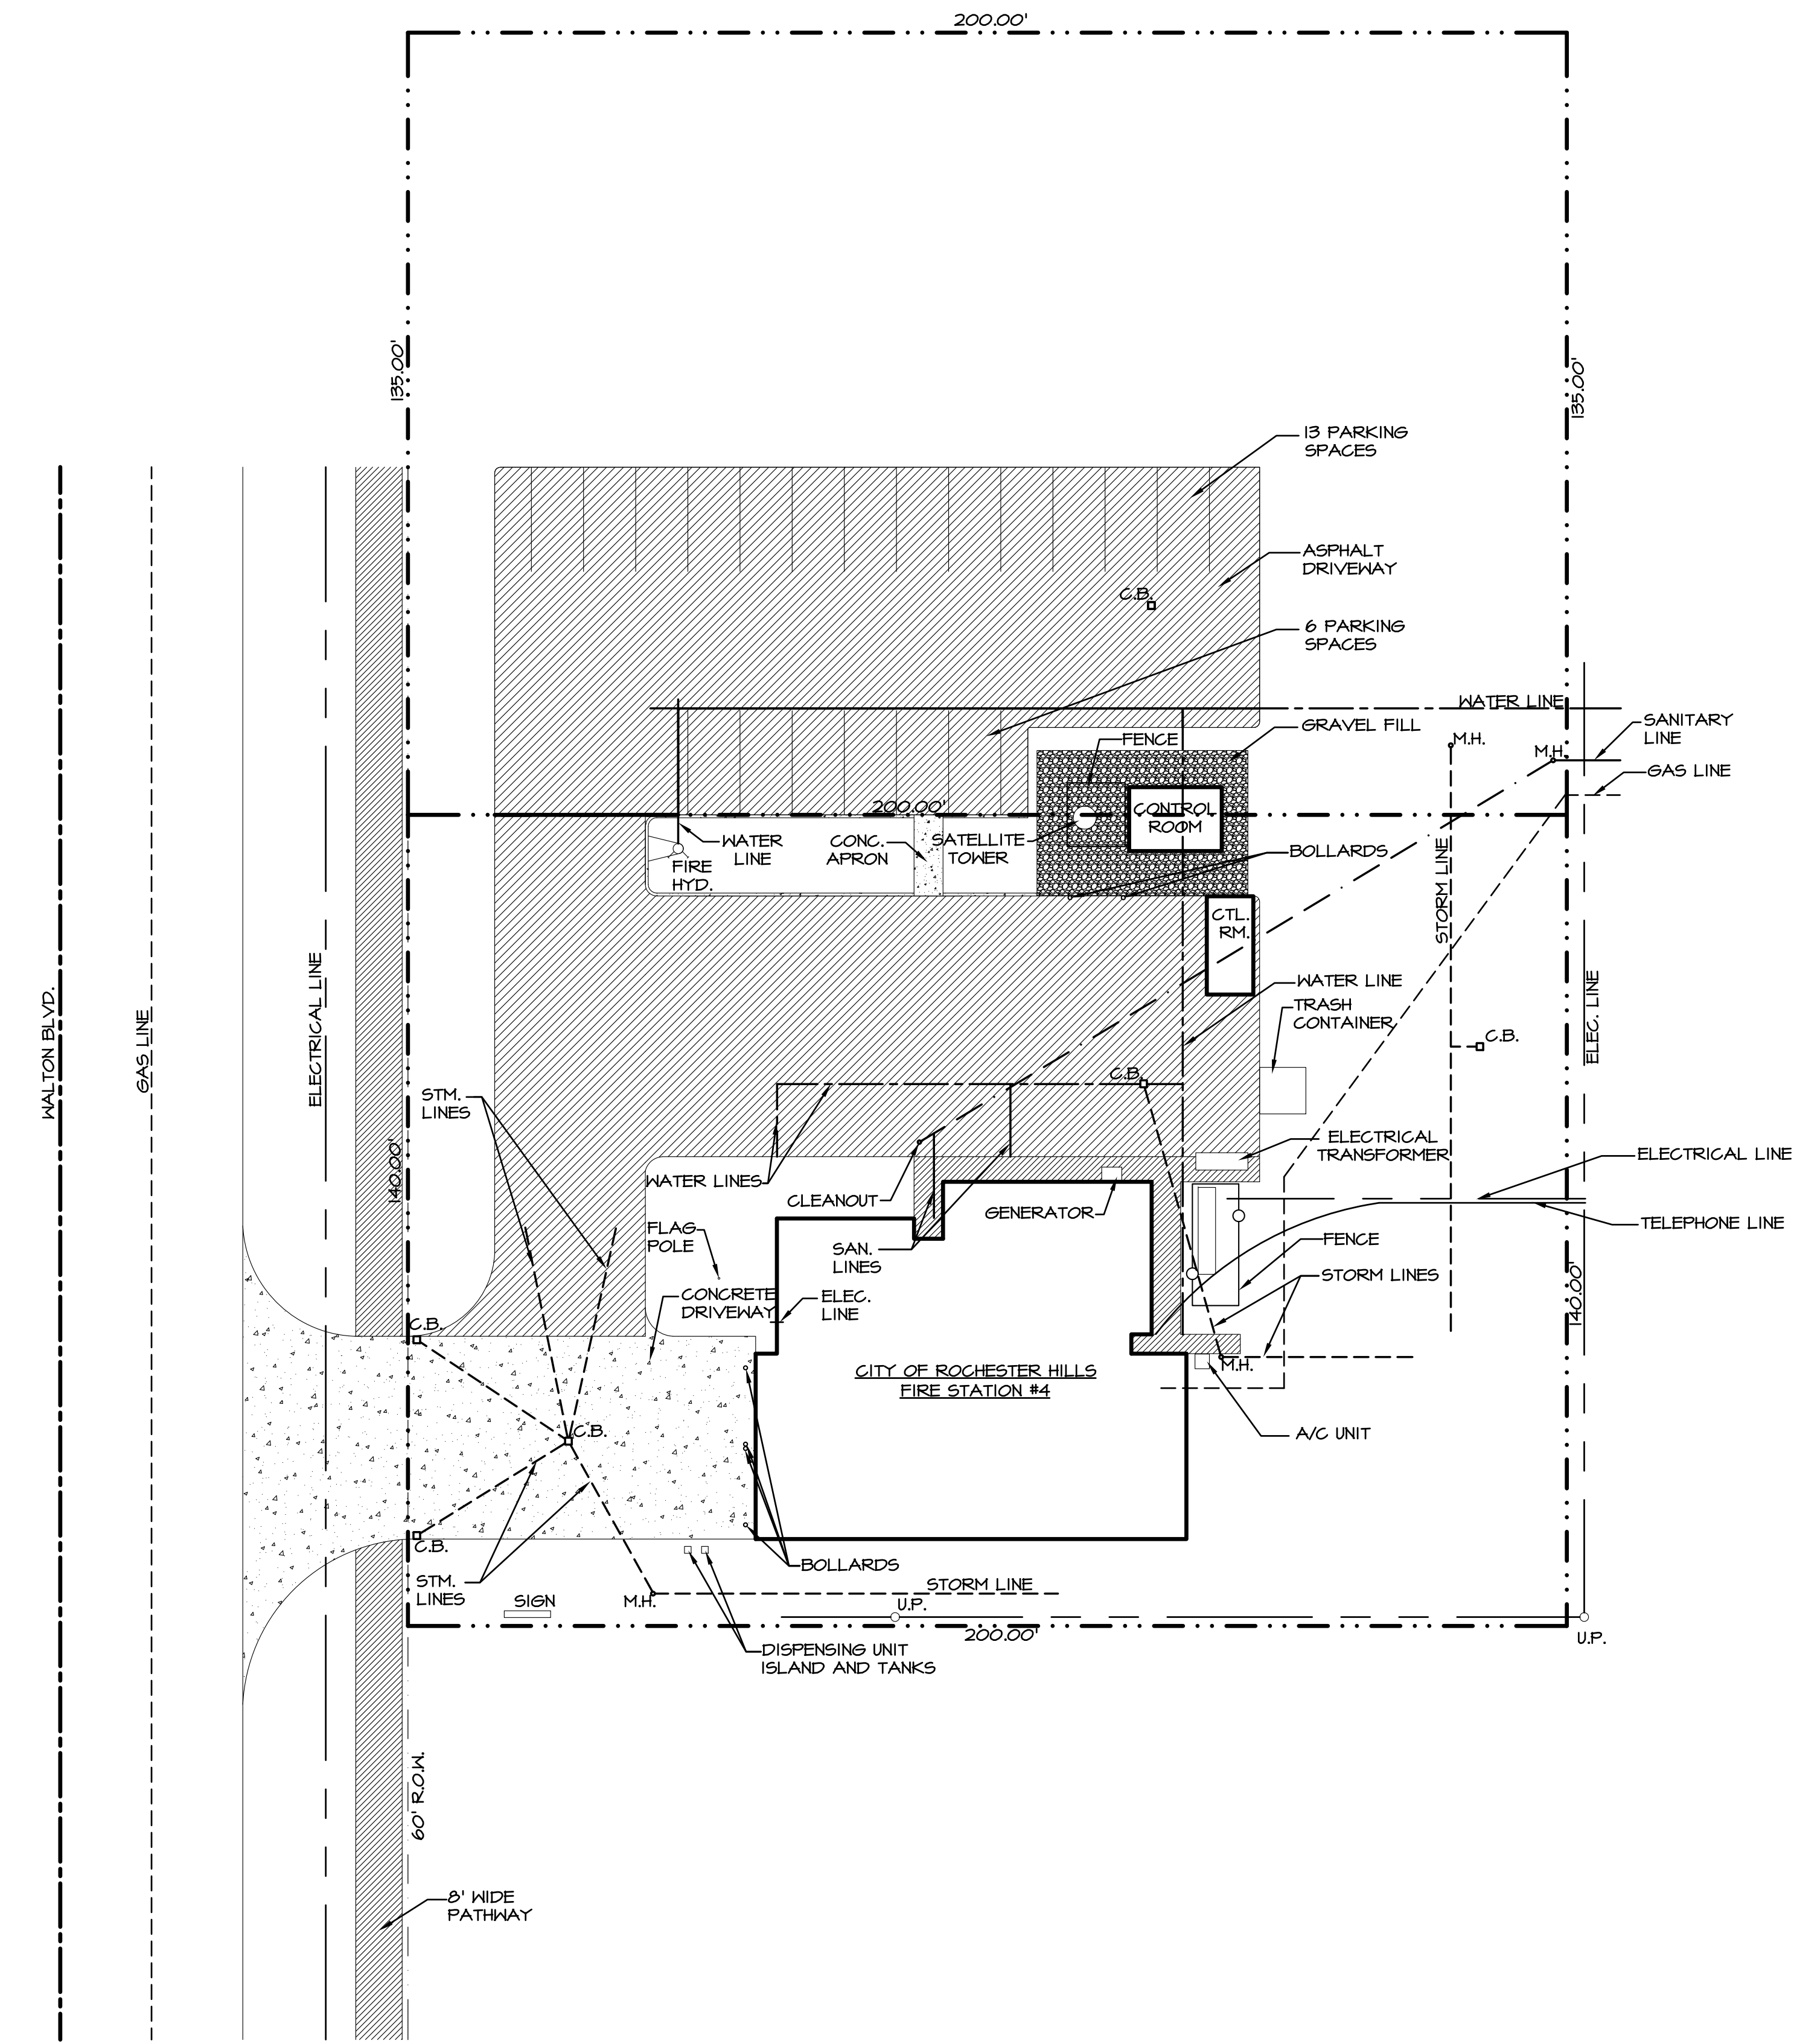 200.00'
135.00'
135.00'
13 PARKING
SPACES
ASPHALT
DRIVEWAY
C.B.
6 PARKING
SPACES
WATER LINE
SANITARY
LINE
GRAVEL FILL
FENCE
M.H.
M.H.
GAS LINE
200.00'
CONTROL
ROOM
WATER
LINE
CONC.
APRON
SATELLITE
TOWER
BOLLARDS
FIRE
HYD.
STORM LINE
CTL.
RM.
WALTON BLVD.
GAS LINE
ELECTRICAL LINE
WATER LINE
TRASH
CONTAINER
ELEC. LINE
C.B.
C.B.
STM.
LINES
140.00'
ELECTRICAL
TRANSFORMER
ELECTRICAL LINE
WATER LINES
CLEANOUT
GENERATOR
TELEPHONE LINE
FLAG
POLE
SAN.
LINES
FENCE
STORM LINES
140.00'
CONCRETE
DRIVEWAY
ELEC.
LINE
C.B.
CITY OF ROCHESTER HILLS
FIRE STATION #4
M.H.
A/C UNIT
C.B.
C.B.
BOLLARDS
STM.
LINES
SIGN
M.H.
STORM LINE
U.P.
200.00'
U.P.
DISPENSING UNIT
ISLAND AND TANKS
60' R.O.W.
8' WIDE
PATHWAY